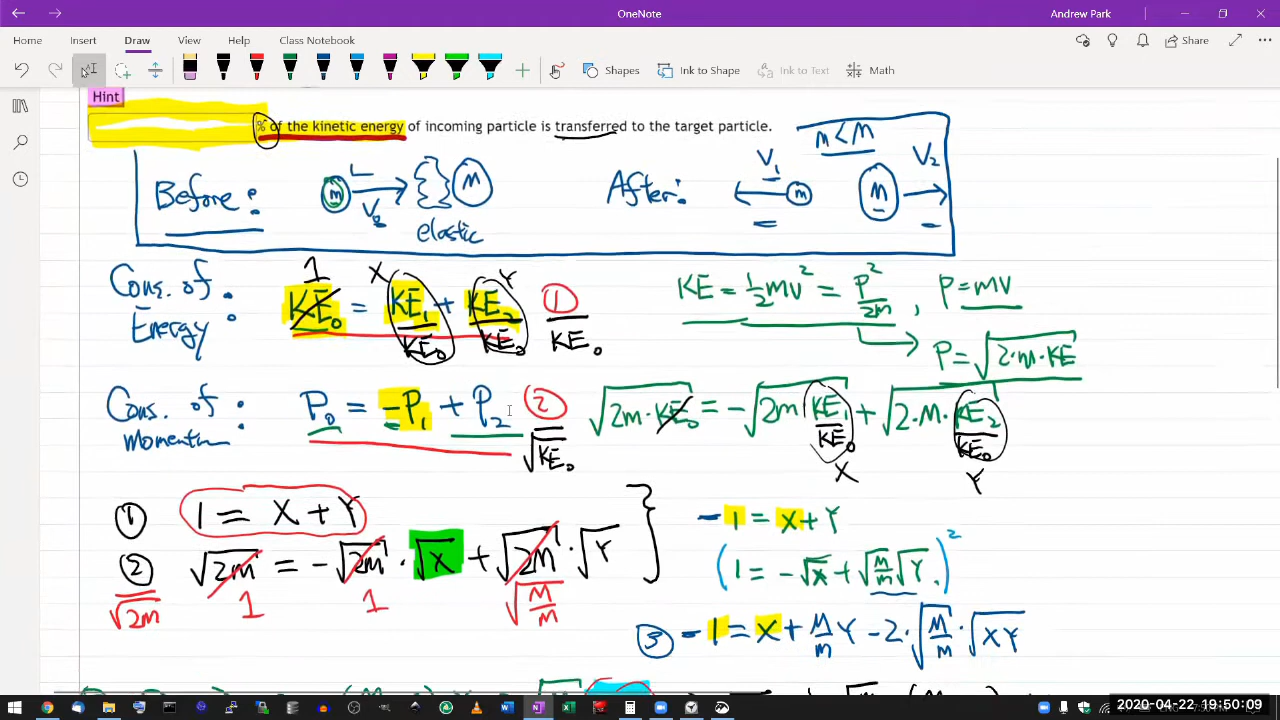 OneNote
Andrew Park
Home Insert Draw View Help Class Notebook
Share
Shapes Ink to Shape Ink to Text Math
Hint
% of the kinetic energy of incoming particle is transferred to the target particle.
m < M
Before: m V₀ elastic M After: V₁ m M V₂
Cons. of Energy: KE₀ = KE₁ + KE₂ ①
1 X Y
KE₀ KE₀ KE₀
KE = ½mv² = P²/2m , P = mv
P = √(2·m·KE)
Cons. of momentum: P₀ = -P₁ + P₂ ②
√KE₀
√(2m·KE₀) = -√(2m KE₁/KE₀) + √(2·M·KE₂/KE₀)
X Y
① 1 = X + Y
② √2m = -√2m · √X + √2M · √Y
√2m 1 1 √(M/m)
- 1 = X + Y
(1 = -√X + √(M/m) √Y.)²
③ - 1 = X + M/m Y - 2·√(M/m) · √XY
2020-04-22 19:50:09